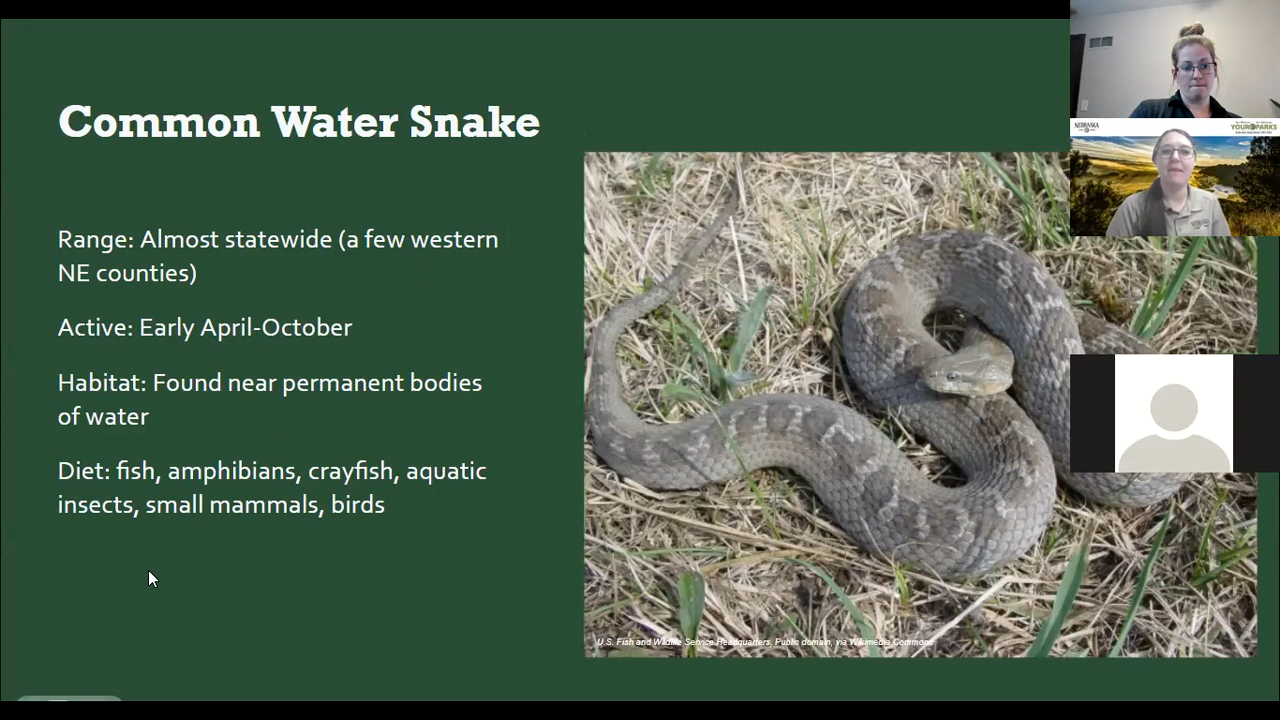 Common Water Snake
Range: Almost statewide (a few western
NE counties)
Active: Early April-October
Habitat: Found near permanent bodies
of water
Diet: fish, amphibians, crayfish, aquatic
insects, small mammals, birds
U.S. Fish and Wildlife Service Headquarters, Public domain, via Wikimedia Commons
NEBRASKA
YOUR PARKS